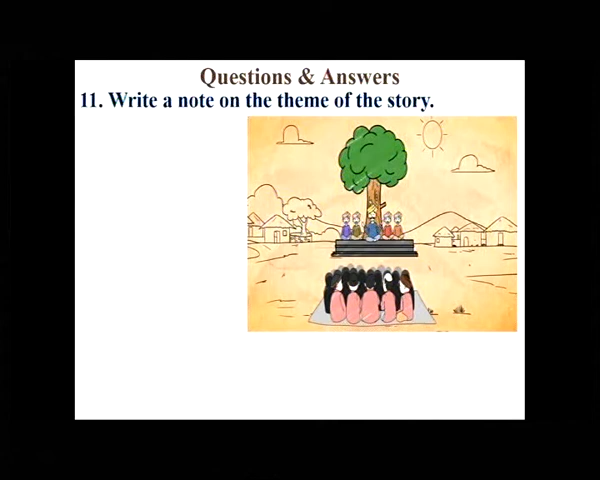 Questions & Answers
11. Write a note on the theme of the story.